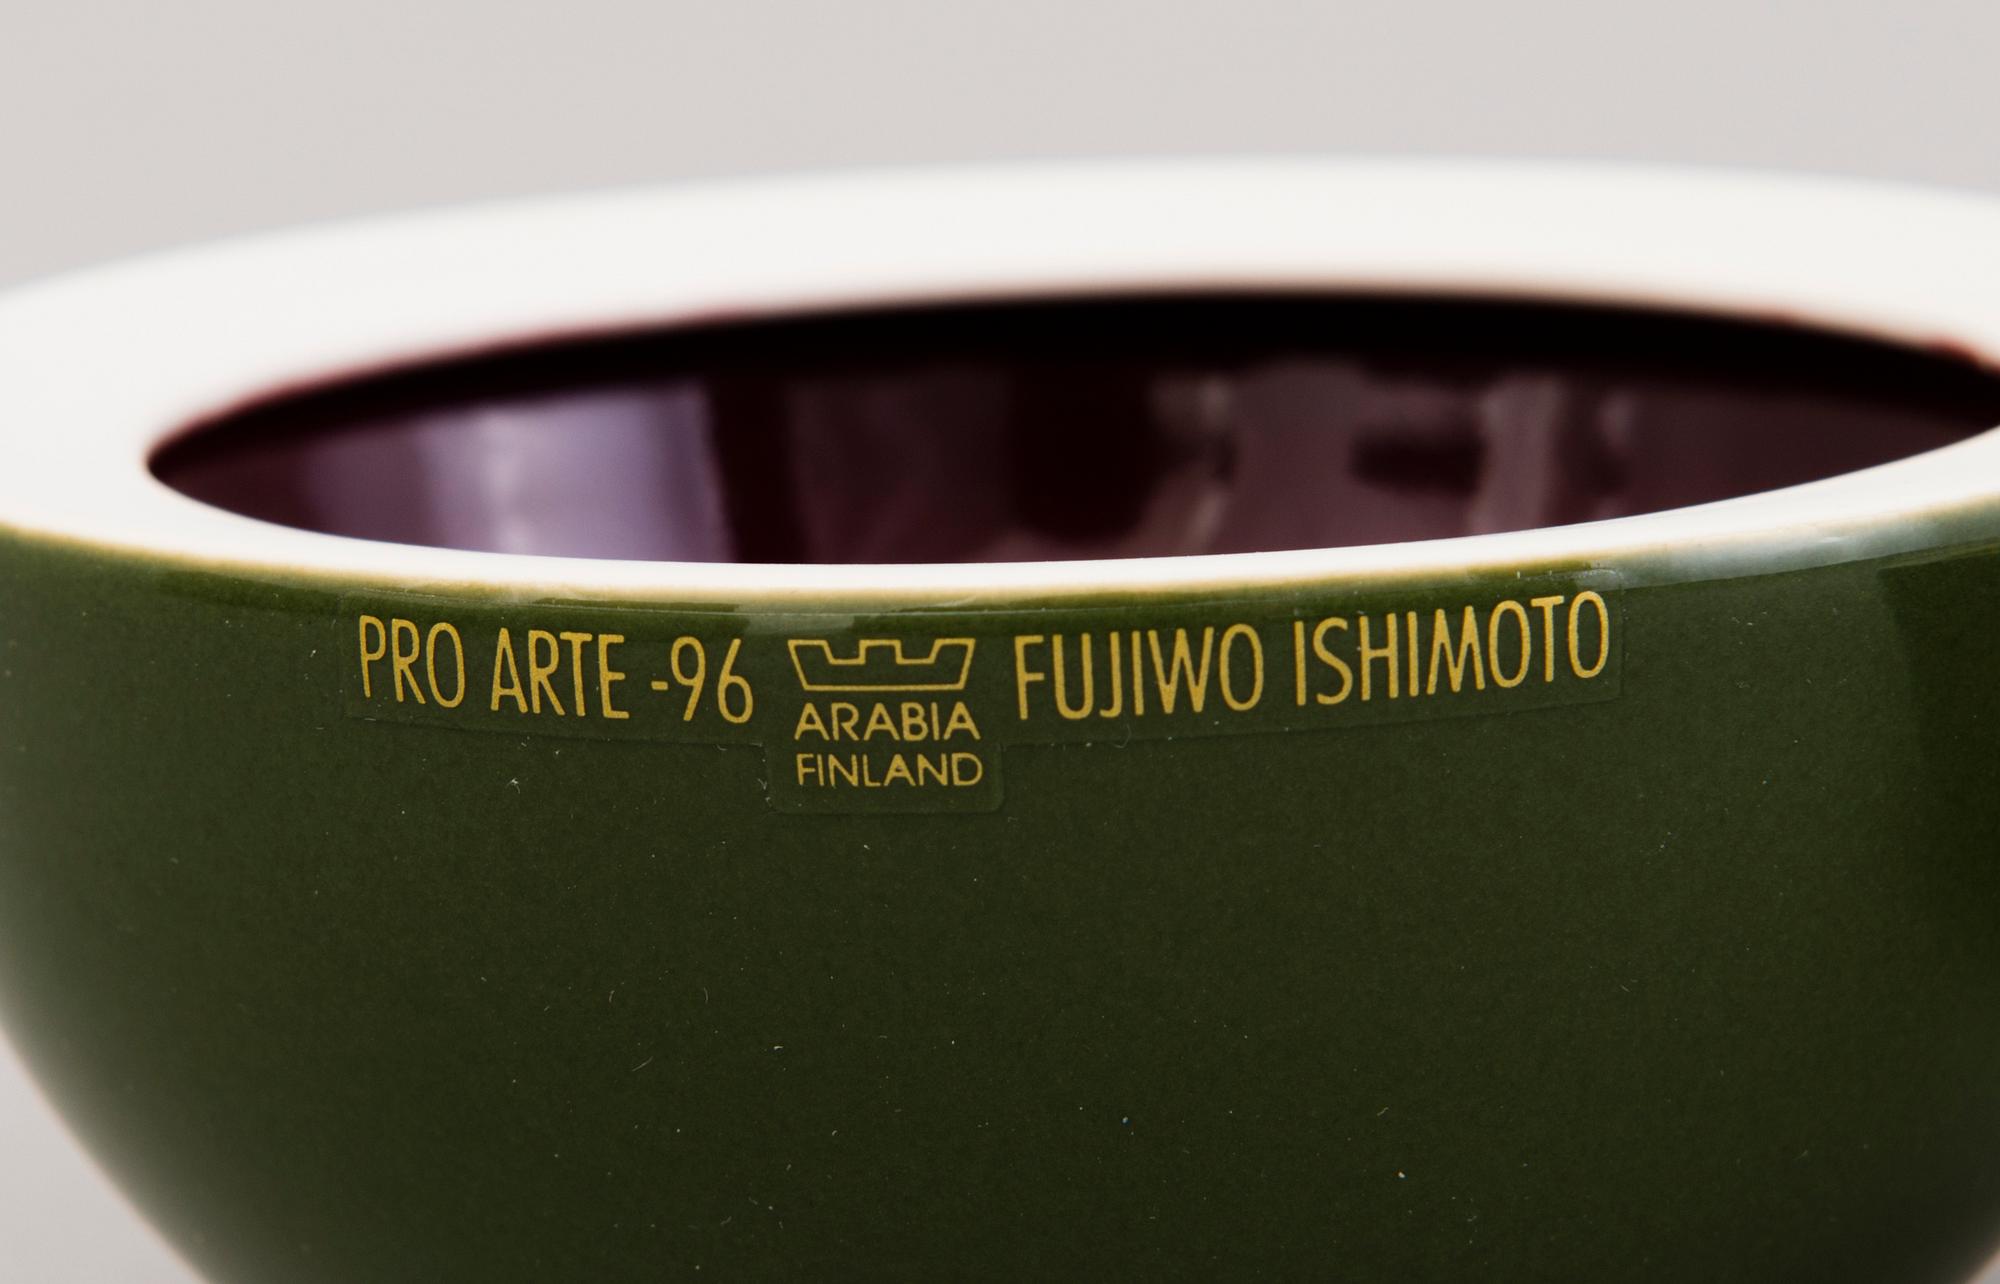 PRO ARTE -96
ARABIA
FINLAND
FUJIWO ISHIMOTO